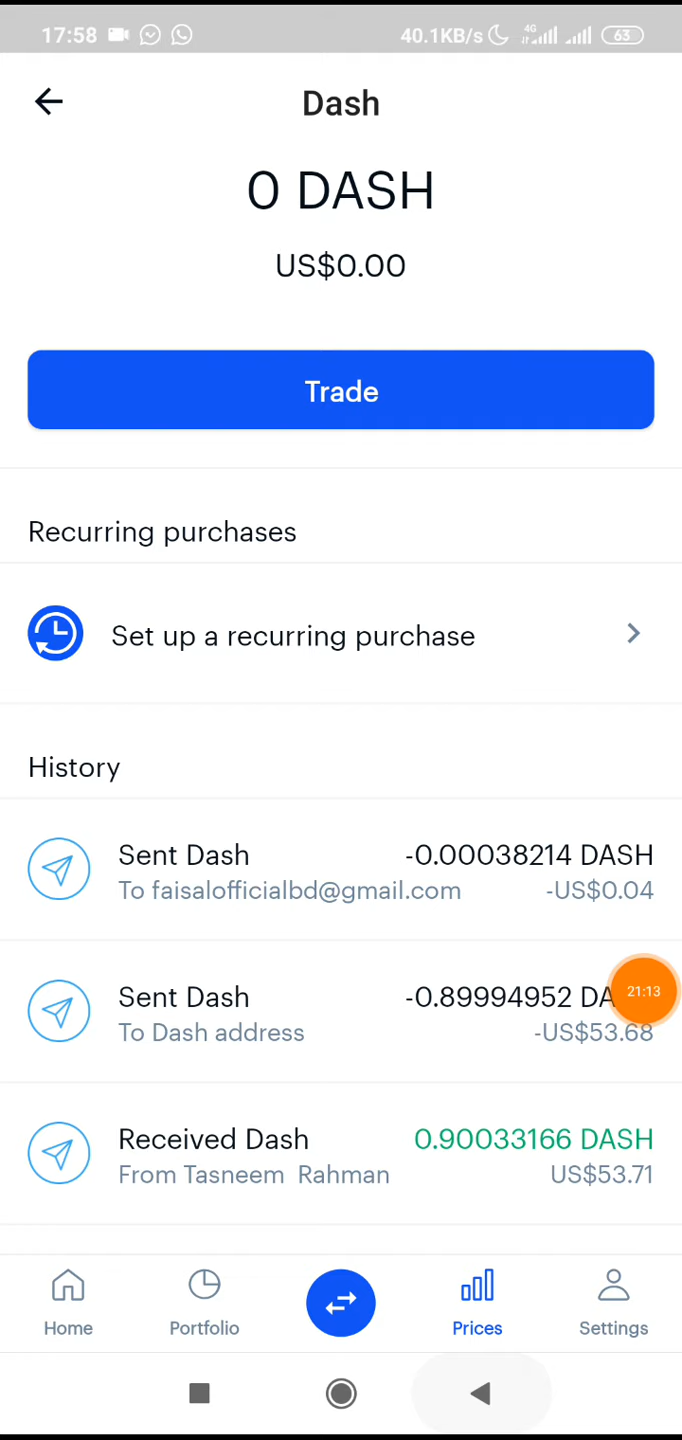 17:58 40.1KB/s 4G 63
Dash
0 DASH
US$0.00
Trade
Recurring purchases
Set up a recurring purchase
History
Sent Dash -0.00038214 DASH
To faisalofficialbd@gmail.com -US$0.04
Sent Dash -0.89994952 DA 21:13
To Dash address -US$53.68
Received Dash 0.90033166 DASH
From Tasneem Rahman US$53.71
Home Portfolio Prices Settings